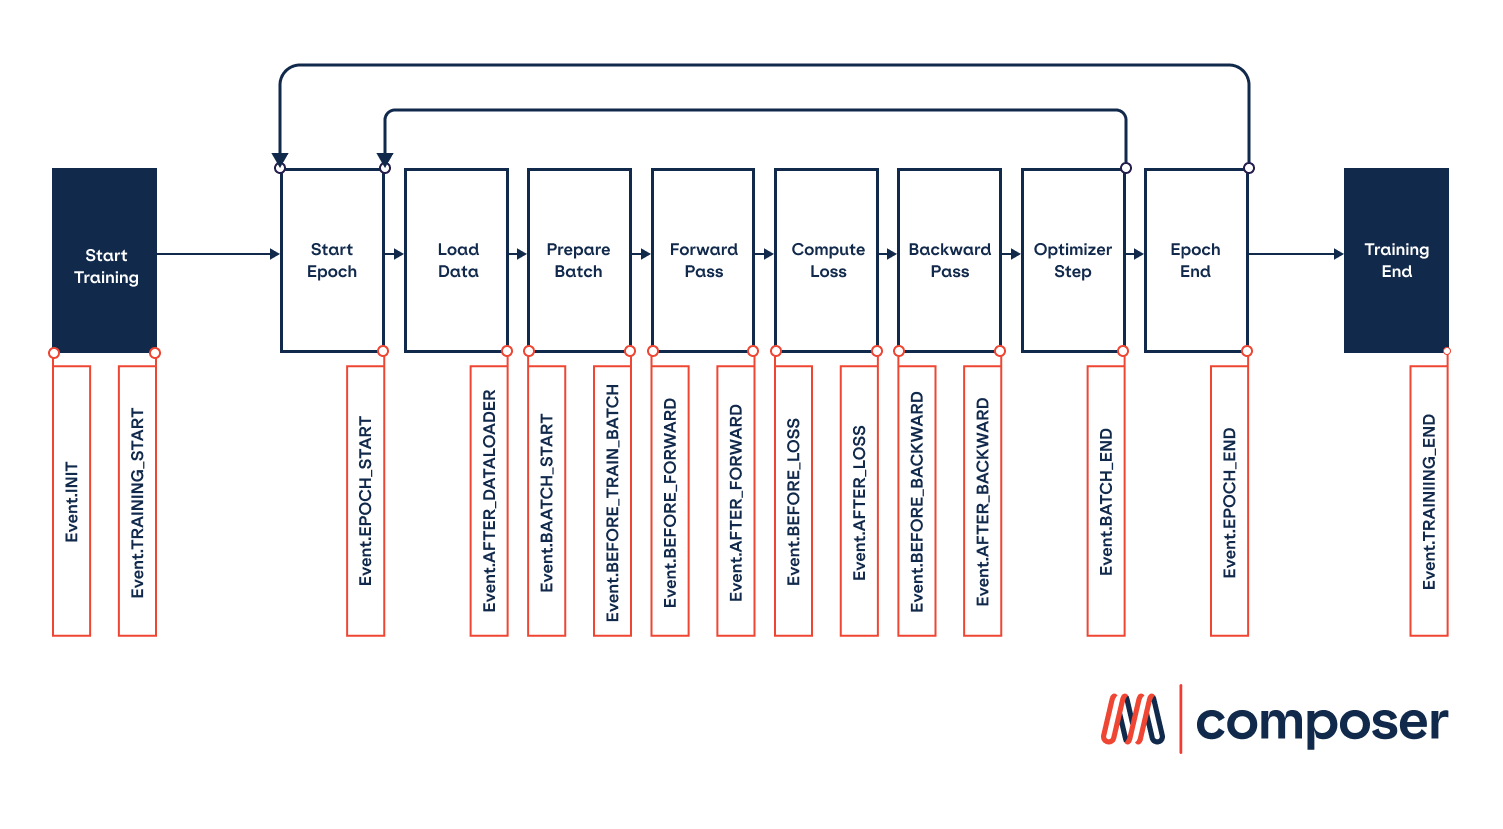 Start
Training
Start
Epoch
Load
Data
Prepare
Batch
Forward
Pass
Compute
Loss
Backward
Pass
Optimizer
Step
Epoch
End
Training
End
Event.INIT
Event.TRAINING_START
Event.EPOCH_START
Event.AFTER_DATALOADER
Event.BAATCH_START
Event.BEFORE_TRAIN_BATCH
Event.BEFORE_FORWARD
Event.AFTER_FORWARD
Event.BEFORE_LOSS
Event.AFTER_LOSS
Event.BEFORE_BACKWARD
Event.AFTER_BACKWARD
Event.BATCH_END
Event.EPOCH_END
Event.TRAINIING_END
composer